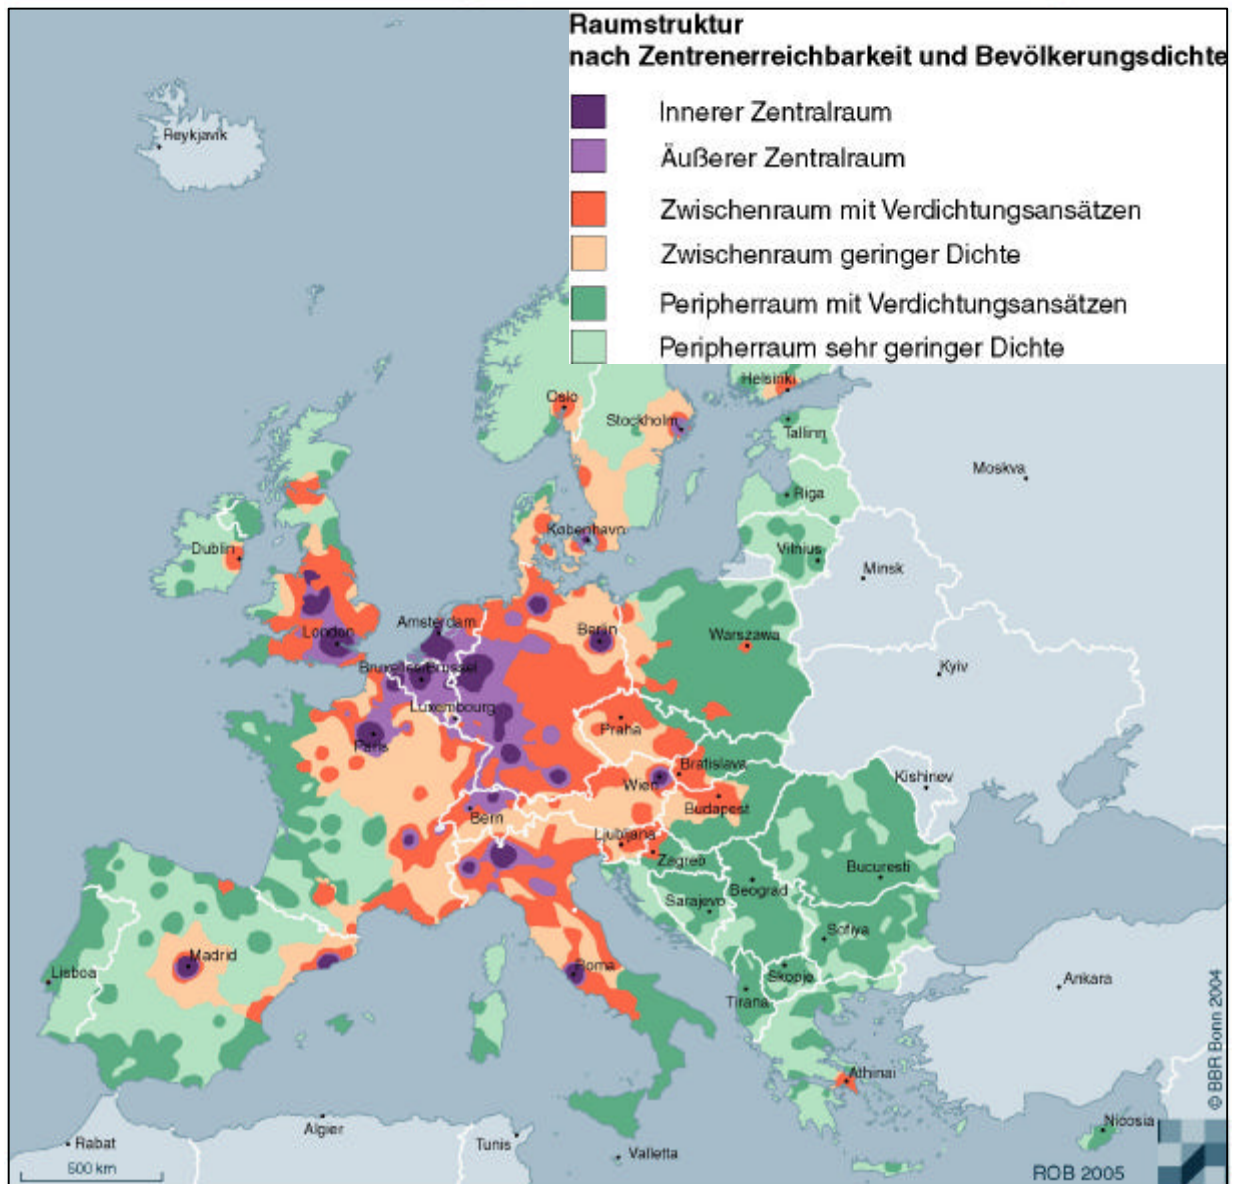 Raumstruktur
nach Zentrenerreichbarkeit und Bevölkerungsdichte
Innerer Zentralraum
Äußerer Zentralraum
Zwischenraum mit Verdichtungsansätzen
Zwischenraum geringer Dichte
Peripherraum mit Verdichtungsansätzen
Peripherraum sehr geringer Dichte
Reykjavik
Helsinki
Oslo
Stockholm
Tallinn
Moskva
Riga
København
Dublin
Vilnius
Minsk
Amsterdam
London
Berlin
Warszawa
Bruxelles/Brussel
Kyiv
Luxembourg
Paris
Praha
Bratislava
Wien
Kishinev
Budapest
Bern
Ljubljana
Zagreb
Bucuresti
Beograd
Sarajevo
Sofiya
Madrid
Roma
Skopje
Lisboa
Tirana
Ankara
Athinai
Nicosia
Algier
Rabat
Tunis
Valletta
500 km
ROB 2005
© BBR Bonn 2004